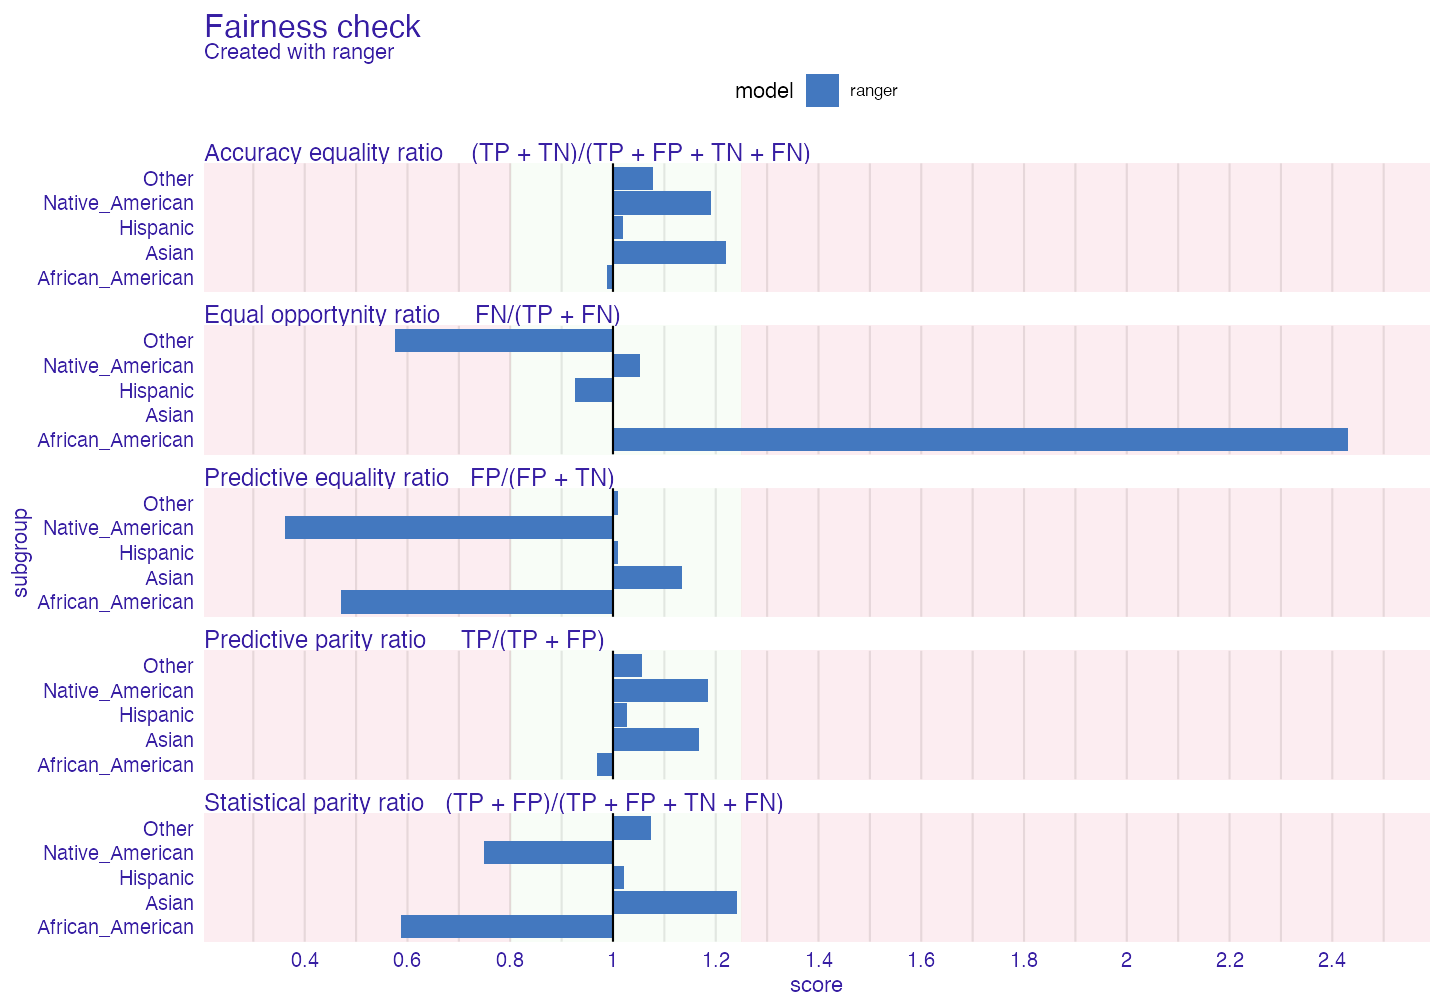 Fairness check
Created with ranger
model ranger
Accuracy equality ratio (TP + TN)/(TP + FP + TN + FN)
Other
Native_American
Hispanic
Asian
African_American
Equal opportynity ratio FN/(TP + FN)
Other
Native_American
Hispanic
Asian
African_American
Predictive equality ratio FP/(FP + TN)
Other
Native_American
Hispanic
Asian
African_American
Predictive parity ratio TP/(TP + FP)
Other
Native_American
Hispanic
Asian
African_American
Statistical parity ratio (TP + FP)/(TP + FP + TN + FN)
Other
Native_American
Hispanic
Asian
African_American
subgroup
0.4 0.6 0.8 1 1.2 1.4 1.6 1.8 2 2.2 2.4
score